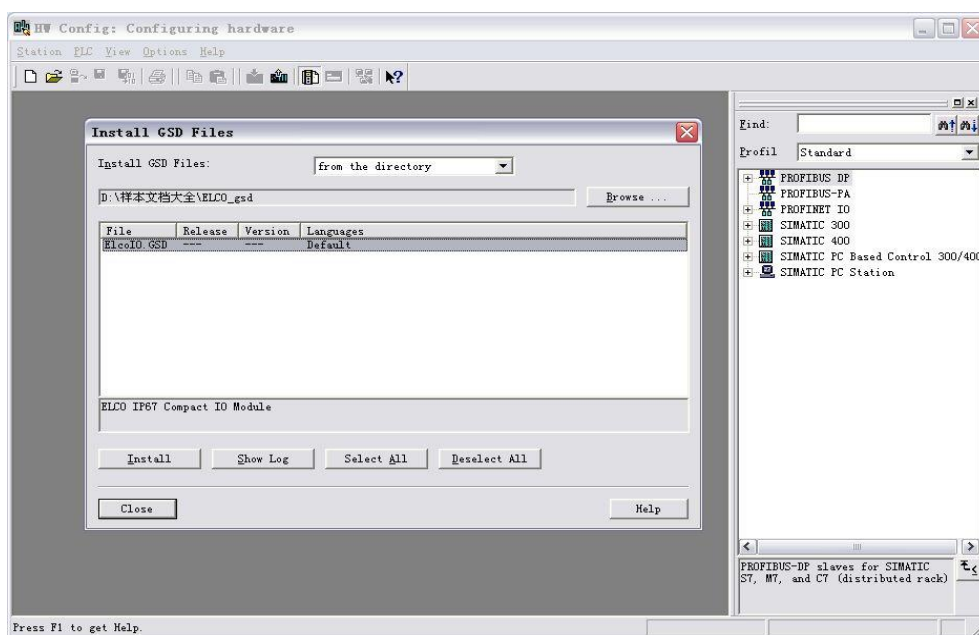 HW Config: Configuring hardware
Station PLC View Options Help
Install GSD Files
Install GSD Files:
from the directory
D:\样本文档大全\ELCO_gsd
Browse ...
File Release Version Languages
ElcoIO.GSD --- --- Default
ELCO IP67 Compact IO Module
Install Show Log Select All Deselect All
Close Help
Find:
Profil Standard
PROFIBUS DP
PROFIBUS-PA
PROFINET IO
SIMATIC 300
SIMATIC 400
SIMATIC PC Based Control 300/400
SIMATIC PC Station
PROFIBUS-DP slaves for SIMATIC
S7, M7, and C7 (distributed rack)
Press F1 to get Help.